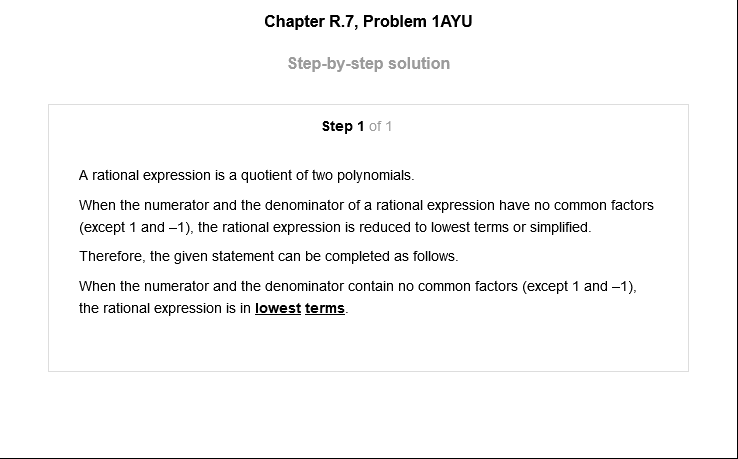 Chapter R.7, Problem 1AYU
Step-by-step solution
Step 1 of 1
A rational expression is a quotient of two polynomials.
When the numerator and the denominator of a rational expression have no common factors
(except 1 and –1), the rational expression is reduced to lowest terms or simplified.
Therefore, the given statement can be completed as follows.
When the numerator and the denominator contain no common factors (except 1 and –1),
the rational expression is in lowest terms.